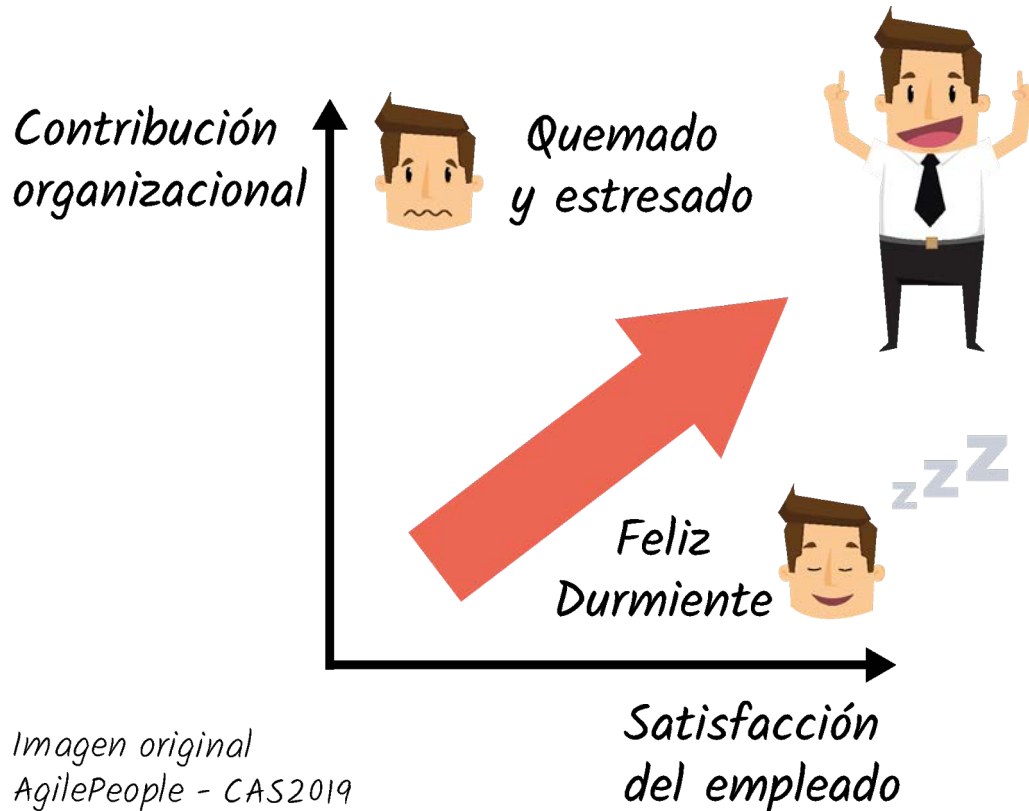 Contribución
organizacional
Quemado
y estresado
z z z
Feliz
Durmiente
Satisfacción
del empleado
Imagen original
AgilePeople - CAS2019